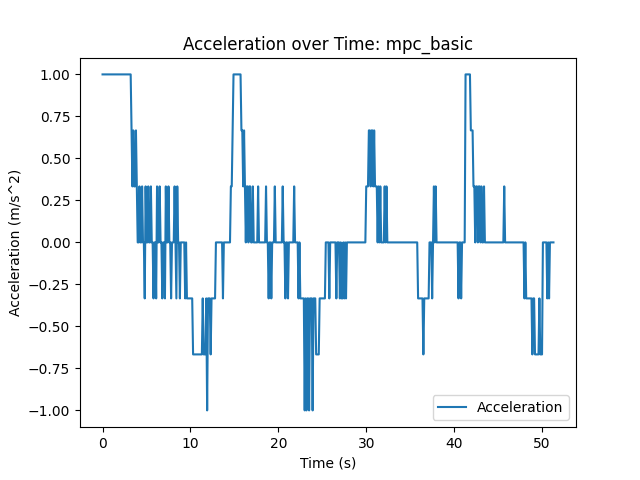 Acceleration over Time: mpc_basic
1.00
0.75
0.50
0.25
0.00
−0.25
−0.50
−0.75
−1.00
Acceleration (m/s^2)
0 10 20 30 40 50
Time (s)
Acceleration